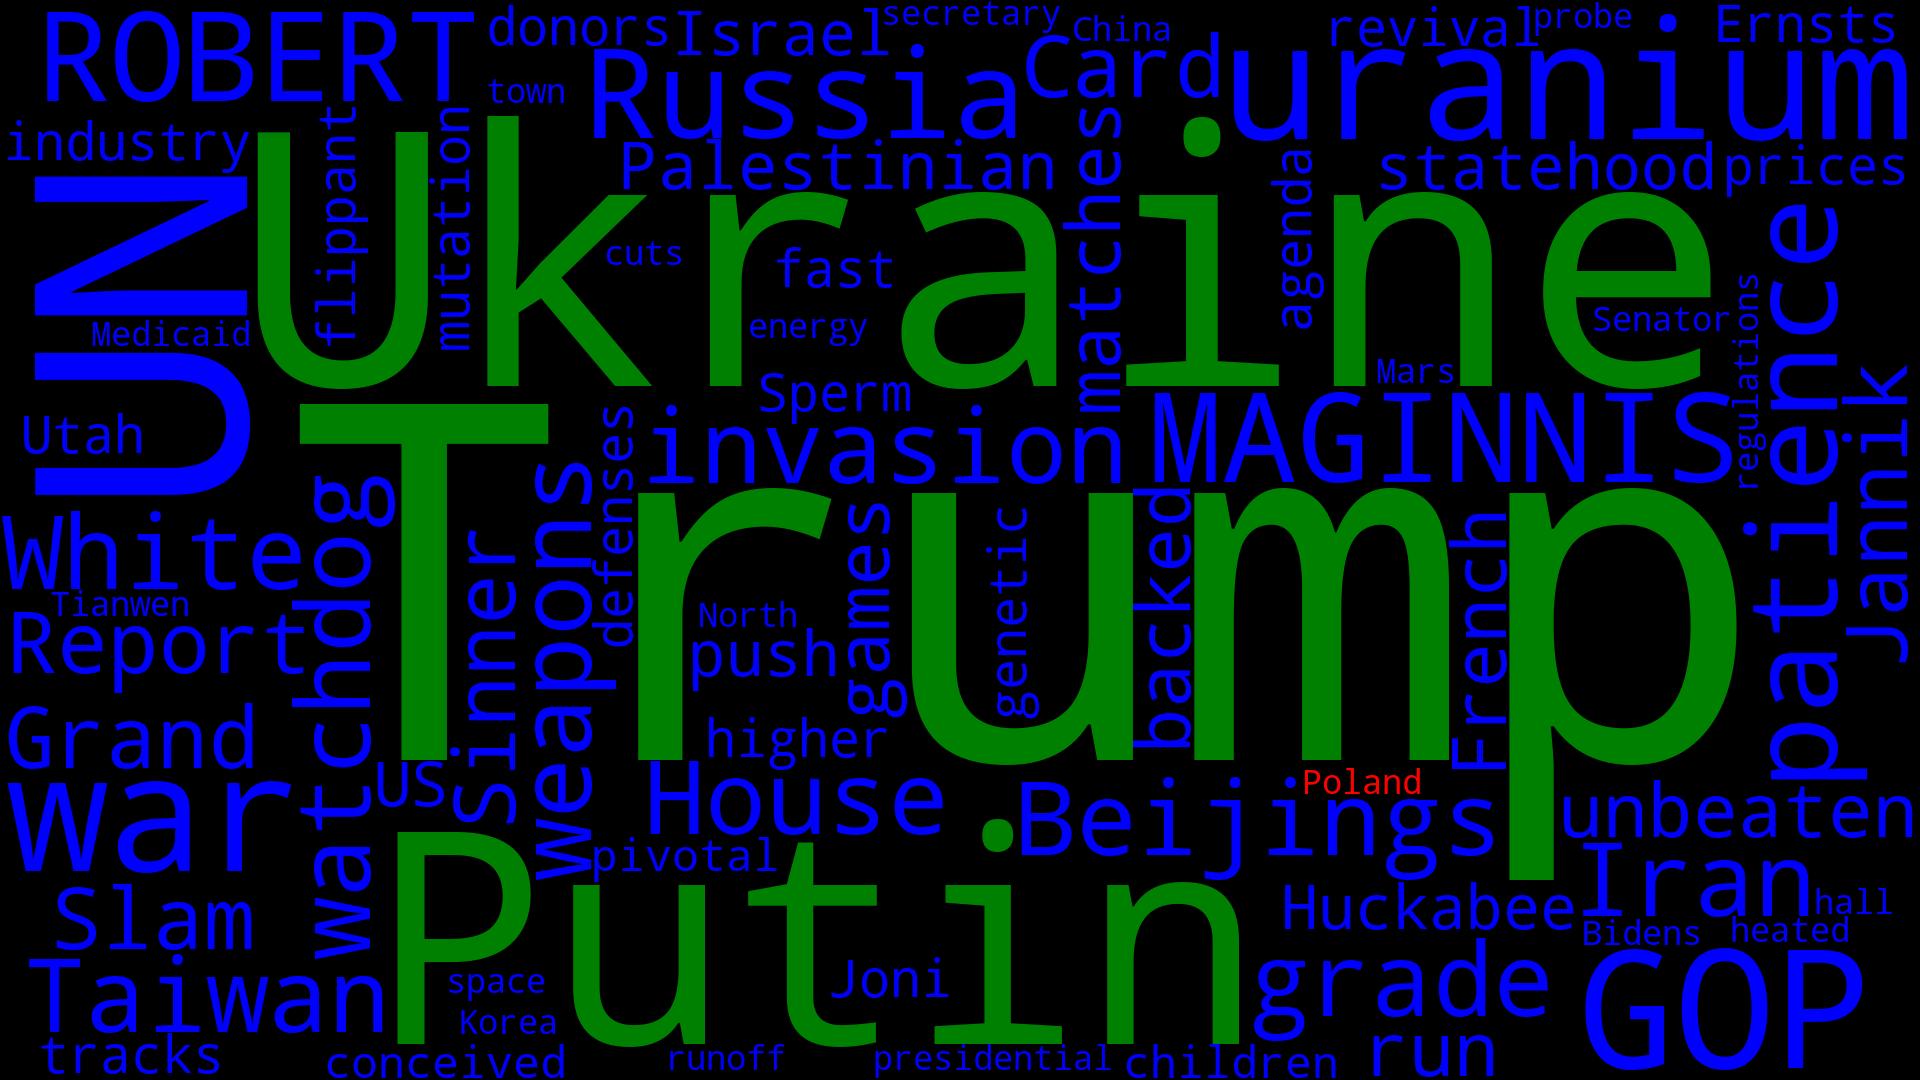 ROBERT
donors
Israel
secretary
China
revival
probe
Ernsts
town
Russia
Card
uranium
industry
flippant
mutation
Palestinian
matches
agenda
statehood
prices
UN
Ukraine
cuts
fast
energy
Medicaid
Senator
regulations
patience
Mars
Utah
Sperm
invasion
MAGINNIS
Jannik
Trump
defenses
White
watchdog
Sinner
weapons
games
genetic
backed
French
Tianwen
Report
North
push
Grand
higher
war
US
House
Poland
Beijings
unbeaten
pivotal
Putin
Iran
Slam
Huckabee
hall
Bidens
heated
Taiwan
space
Joni
grade
GOP
Korea
tracks
conceived
runoff
presidential
children
run